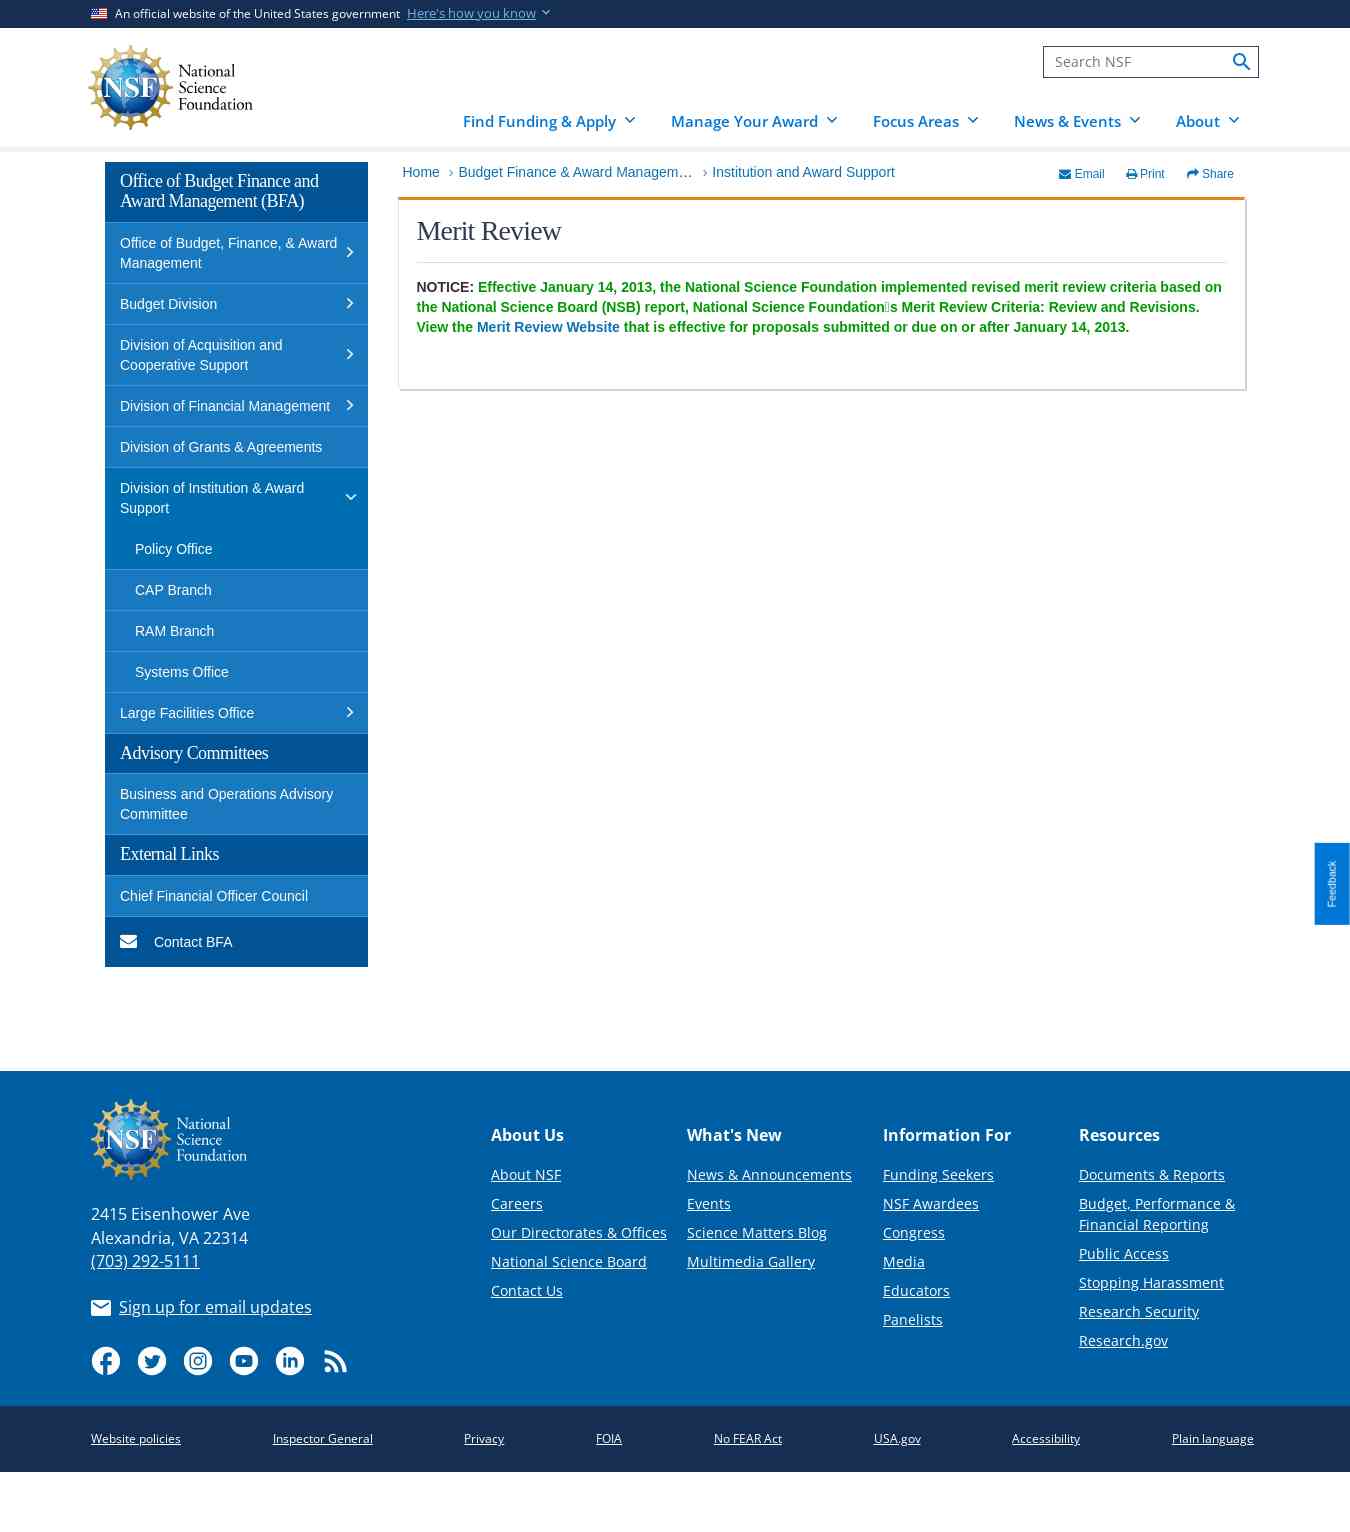 An official website of the United States government Here's how you know
NSF
National
Science
Foundation
Search NSF
Find Funding & Apply Manage Your Award Focus Areas News & Events About
Office of Budget Finance and
Award Management (BFA)
Office of Budget, Finance, & Award
Management
Budget Division
Division of Acquisition and
Cooperative Support
Division of Financial Management
Division of Grants & Agreements
Division of Institution & Award
Support
Policy Office
CAP Branch
RAM Branch
Systems Office
Large Facilities Office
Advisory Committees
Business and Operations Advisory
Committee
External Links
Chief Financial Officer Council
Contact BFA
Home › Budget Finance & Award Managem… › Institution and Award Support
Email Print Share
Merit Review
NOTICE: Effective January 14, 2013, the National Science Foundation implemented revised merit review criteria based on
the National Science Board (NSB) report, National Science Foundation▯s Merit Review Criteria: Review and Revisions.
View the Merit Review Website that is effective for proposals submitted or due on or after January 14, 2013.
Feedback
NSF
National
Science
Foundation
2415 Eisenhower Ave
Alexandria, VA 22314
(703) 292-5111
Sign up for email updates
About Us
About NSF
Careers
Our Directorates & Offices
National Science Board
Contact Us
What's New
News & Announcements
Events
Science Matters Blog
Multimedia Gallery
Information For
Funding Seekers
NSF Awardees
Congress
Media
Educators
Panelists
Resources
Documents & Reports
Budget, Performance &
Financial Reporting
Public Access
Stopping Harassment
Research Security
Research.gov
Website policies Inspector General Privacy FOIA No FEAR Act USA.gov Accessibility Plain language